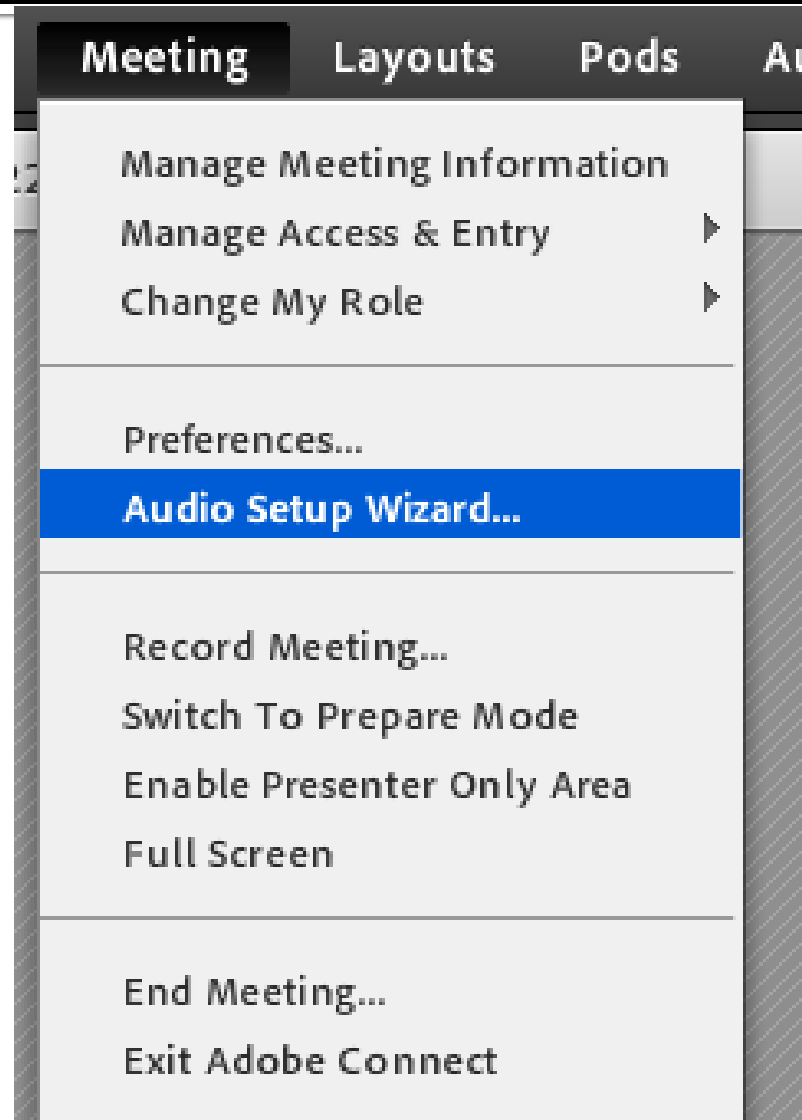 Meeting Layouts Pods
Manage Meeting Information
Manage Access & Entry
Change My Role
Preferences...
Audio Setup Wizard...
Record Meeting...
Switch To Prepare Mode
Enable Presenter Only Area
Full Screen
End Meeting...
Exit Adobe Connect